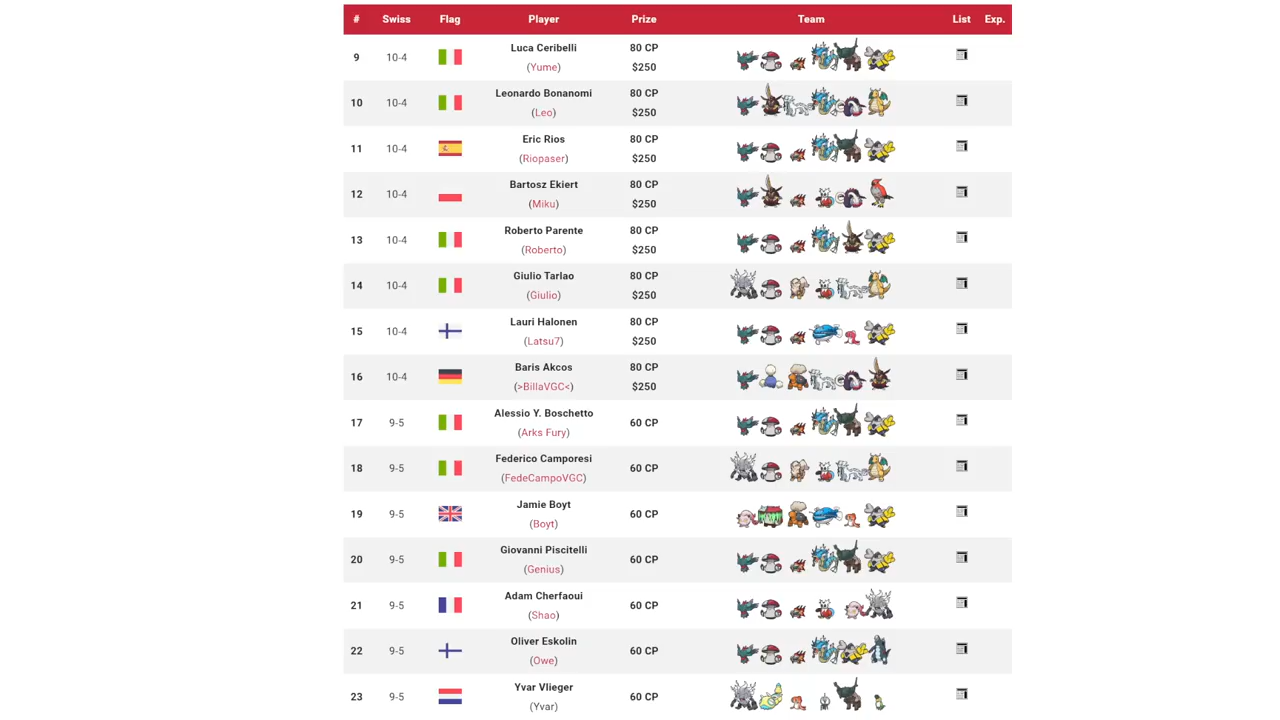 # Swiss Flag Player Prize Team List Exp.
9 10-4 Luca Ceribelli 80 CP
(Yume) $250
10 10-4 Leonardo Bonanomi 80 CP
(Leo) $250
11 10-4 Eric Rios 80 CP
(Riopaser) $250
12 10-4 Bartosz Ekiert 80 CP
(Miku) $250
13 10-4 Roberto Parente 80 CP
(Roberto) $250
14 10-4 Giulio Tarlao 80 CP
(Giulio) $250
15 10-4 Lauri Halonen 80 CP
(Latsu7) $250
16 10-4 Baris Akcos 80 CP
(>BillaVGC<) $250
17 9-5 Alessio Y. Boschetto 60 CP
(Arks Fury)
18 9-5 Federico Camporesi 60 CP
(FedeCampoVGC)
19 9-5 Jamie Boyt 60 CP
(Boyt)
20 9-5 Giovanni Piscitelli 60 CP
(Genius)
21 9-5 Adam Cherfaoui 60 CP
(Shao)
22 9-5 Oliver Eskolin 60 CP
(Owe)
23 9-5 Yvar Vlieger 60 CP
(Yvar)